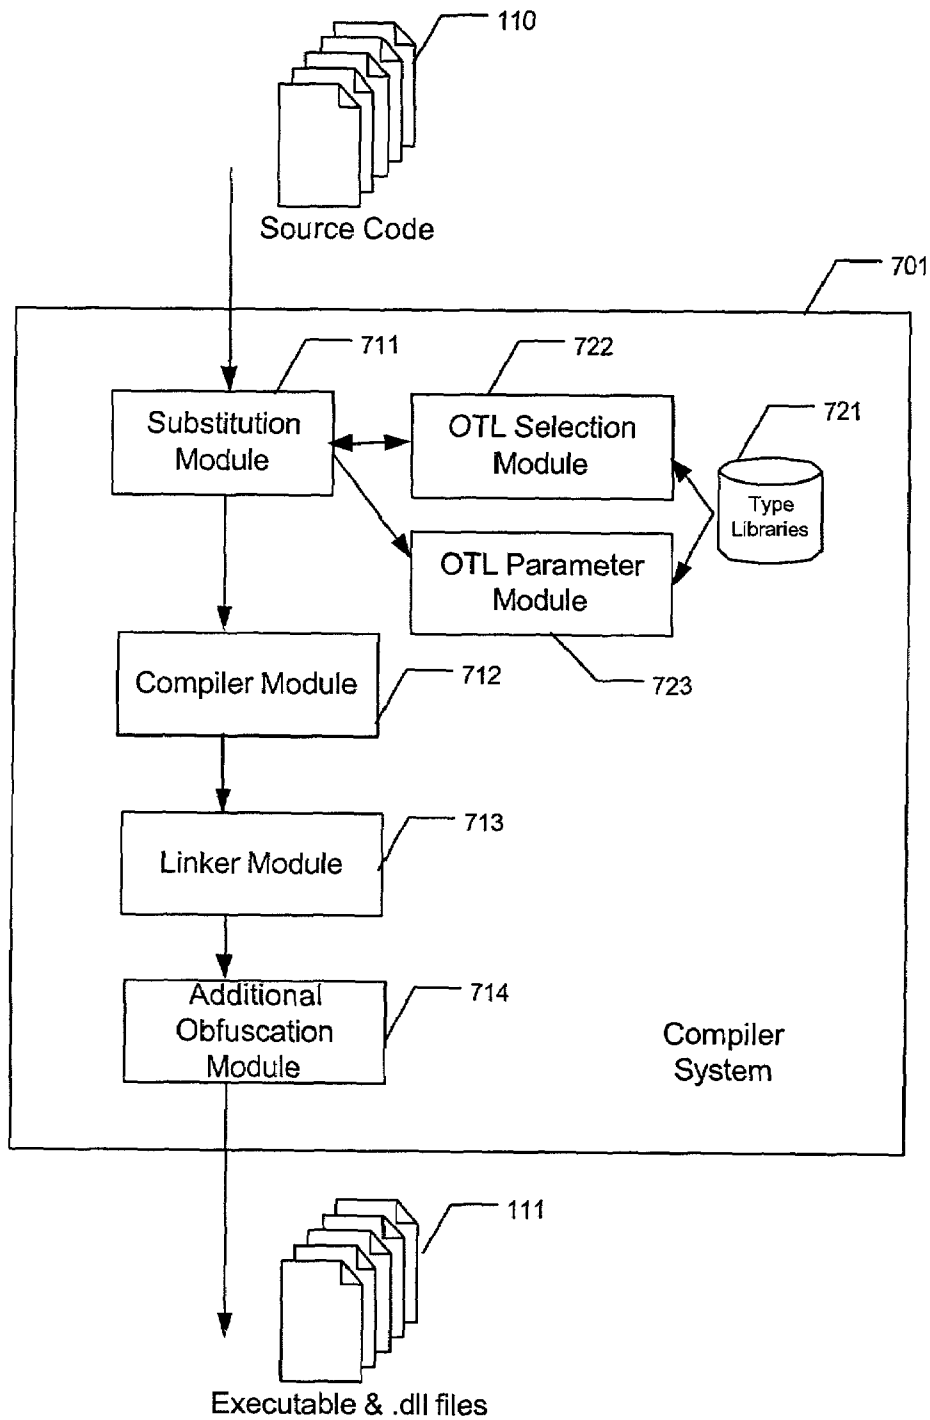 110
Source Code
701
711
722
721
Substitution
Module
OTL Selection
Module
Type
Libraries
OTL Parameter
Module
723
Compiler Module
712
713
Linker Module
714
Additional
Obfuscation
Module
Compiler
System
111
Executable & .dll files